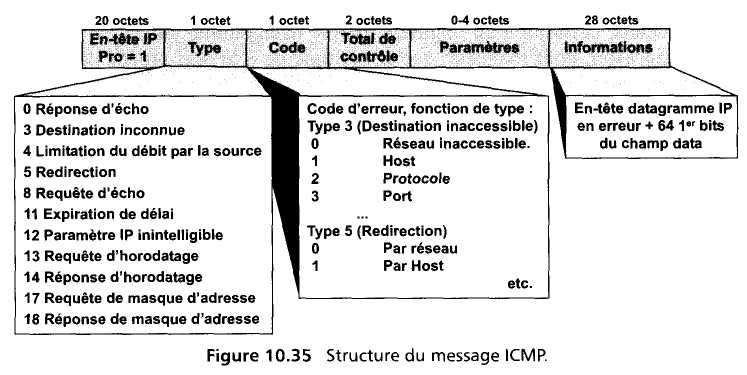 20 octets 1 octet 1 octet 2 octets 0-4 octets 28 octets
En-tête IP
Pro = 1
Type
Code
Total de
contrôle
Paramètres
Informations
0 Réponse d'écho
3 Destination inconnue
4 Limitation du débit par la source
5 Redirection
8 Requête d'écho
11 Expiration de délai
12 Paramètre IP inintelligible
13 Requête d'horodatage
14 Réponse d'horodatage
17 Requête de masque d'adresse
18 Réponse de masque d'adresse
Code d'erreur, fonction de type :
Type 3 (Destination inaccessible)
0 Réseau inaccessible.
1 Host
2 Protocole
3 Port
...
Type 5 (Redirection)
0 Par réseau
1 Par Host
etc.
En-tête datagramme IP
en erreur + 64 1er bits
du champ data
Figure 10.35 Structure du message ICMP.